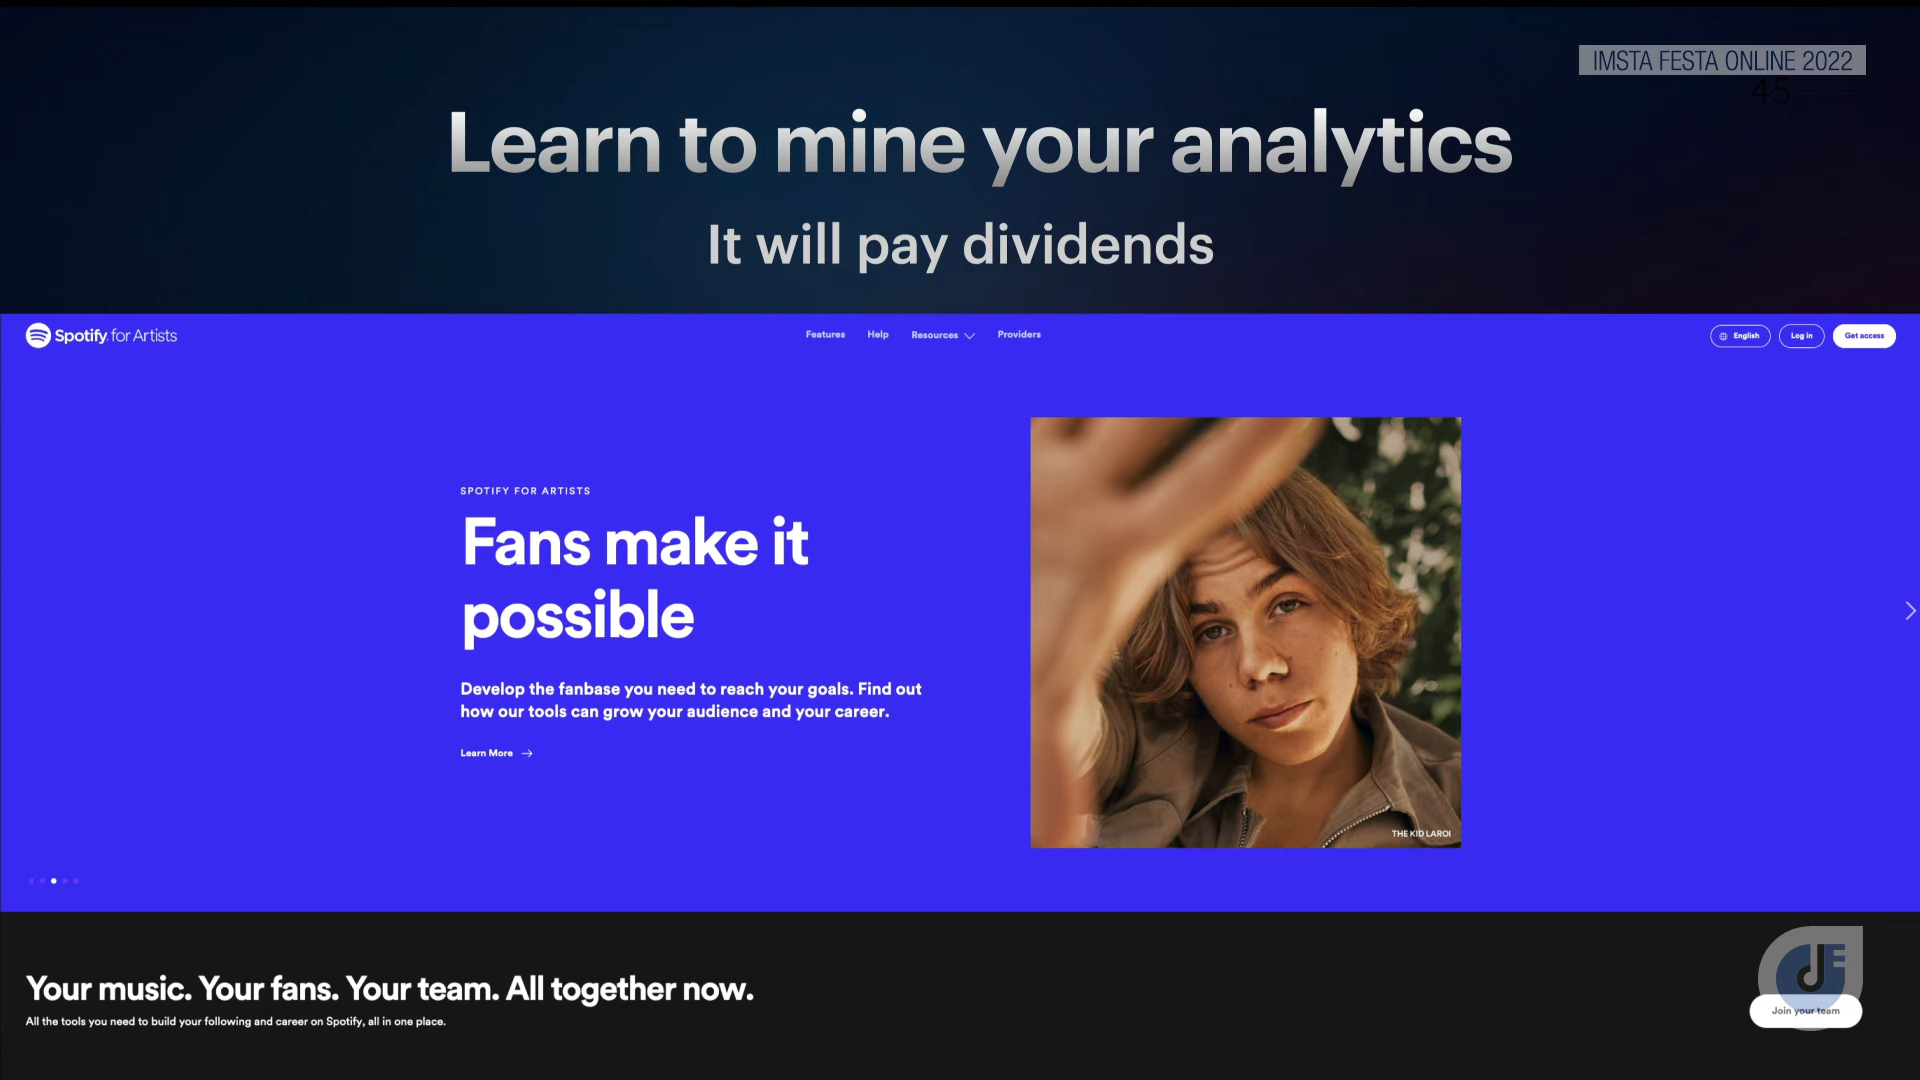 IMSTA FESTA ONLINE 2022
45
Learn to mine your analytics
It will pay dividends
Spotify for Artists
Features Help Resources Providers
English Log in Get access
SPOTIFY FOR ARTISTS
Fans make it
possible
Develop the fanbase you need to reach your goals. Find out
how our tools can grow your audience and your career.
Learn More →
THE KID LAROI
Your music. Your fans. Your team. All together now.
All the tools you need to build your following and career on Spotify, all in one place.
Join your team